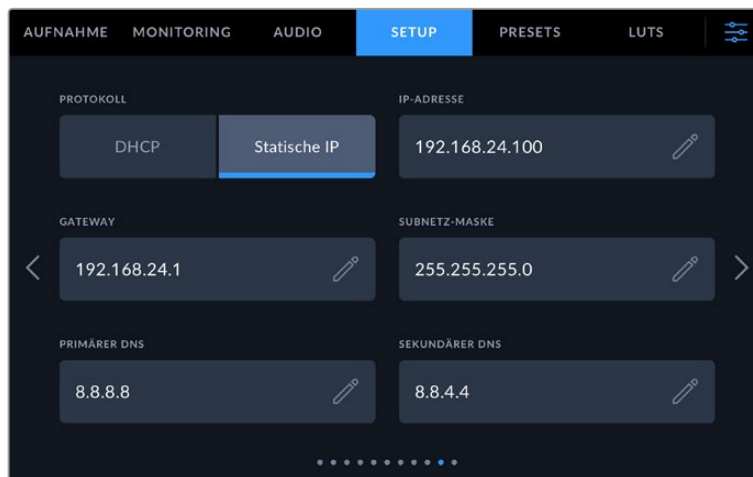 AUFNAHME MONITORING AUDIO SETUP PRESETS LUTS
PROTOKOLL IP-ADRESSE
DHCP Statische IP 192.168.24.100
GATEWAY SUBNETZ-MASKE
192.168.24.1 255.255.255.0
PRIMÄRER DNS SEKUNDÄRER DNS
8.8.8.8 8.8.4.4